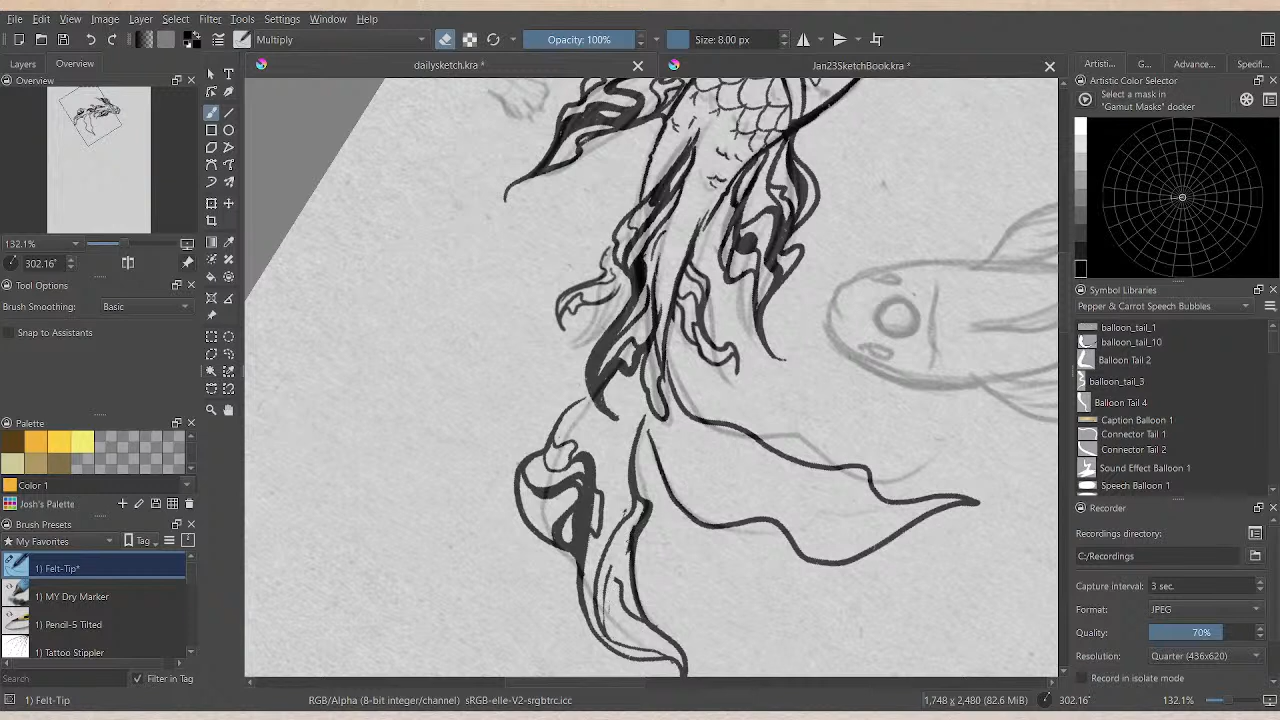 File Edit View Image Layer Select Filter Tools Settings Window Help
Multiply Opacity: 100% Size: 8.00 px
Layers Overview dailysketch.kra * Jan23SketchBook.kra * Artisti... G... Advance... Specifi...
Overview
132.1%
302.16°
Tool Options
Brush Smoothing: Basic
Snap to Assistants
Palette
Color 1
Josh's Palette
Brush Presets
My Favorites Tag
1) Felt-Tip*
1) MY Dry Marker
1) Pencil-5 Tilted
1) Tattoo Stippler
Search Filter in Tag
Artistic Color Selector
Select a mask in
"Gamut Masks" docker
Symbol Libraries
Pepper & Carrot Speech Bubbles
balloon_tail_1
balloon_tail_10
Balloon Tail 2
balloon_tail_3
Balloon Tail 4
Caption Balloon 1
Connector Tail 1
Connector Tail 2
Sound Effect Balloon 1
Speech Balloon 1
Recorder
Recordings directory:
C:/Recordings
Capture interval: 3 sec.
Format: JPEG
Quality: 70%
Resolution: Quarter (436x620)
Record in isolate mode
1) Felt-Tip RGB/Alpha (8-bit integer/channel) sRGB-elle-V2-srgbtrc.icc 1,748 x 2,480 (82.6 MiB) 302.16° 132.1%